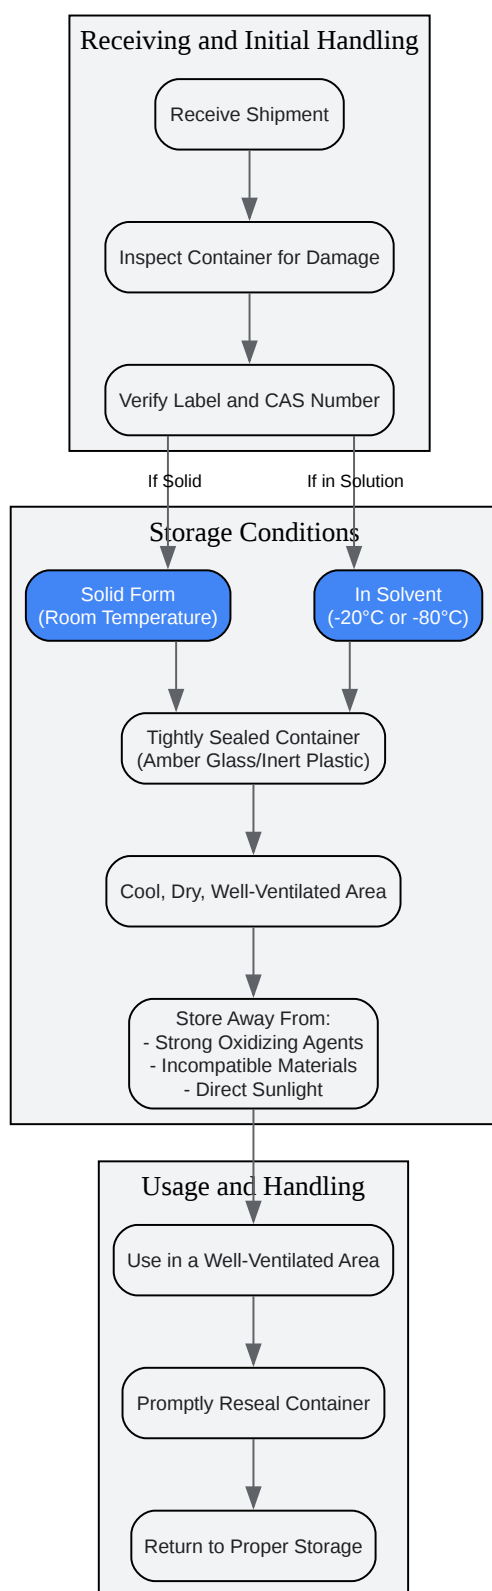 Receiving and Initial Handling
Receive Shipment
Inspect Container for Damage
Verify Label and CAS Number
If Solid
If in Solution
Storage Conditions
Solid Form
(Room Temperature)
In Solvent
(-20°C or -80°C)
Tightly Sealed Container
(Amber Glass/Inert Plastic)
Cool, Dry, Well-Ventilated Area
Store Away From:
- Strong Oxidizing Agents
- Incompatible Materials
- Direct Sunlight
Usage and Handling
Use in a Well-Ventilated Area
Promptly Reseal Container
Return to Proper Storage